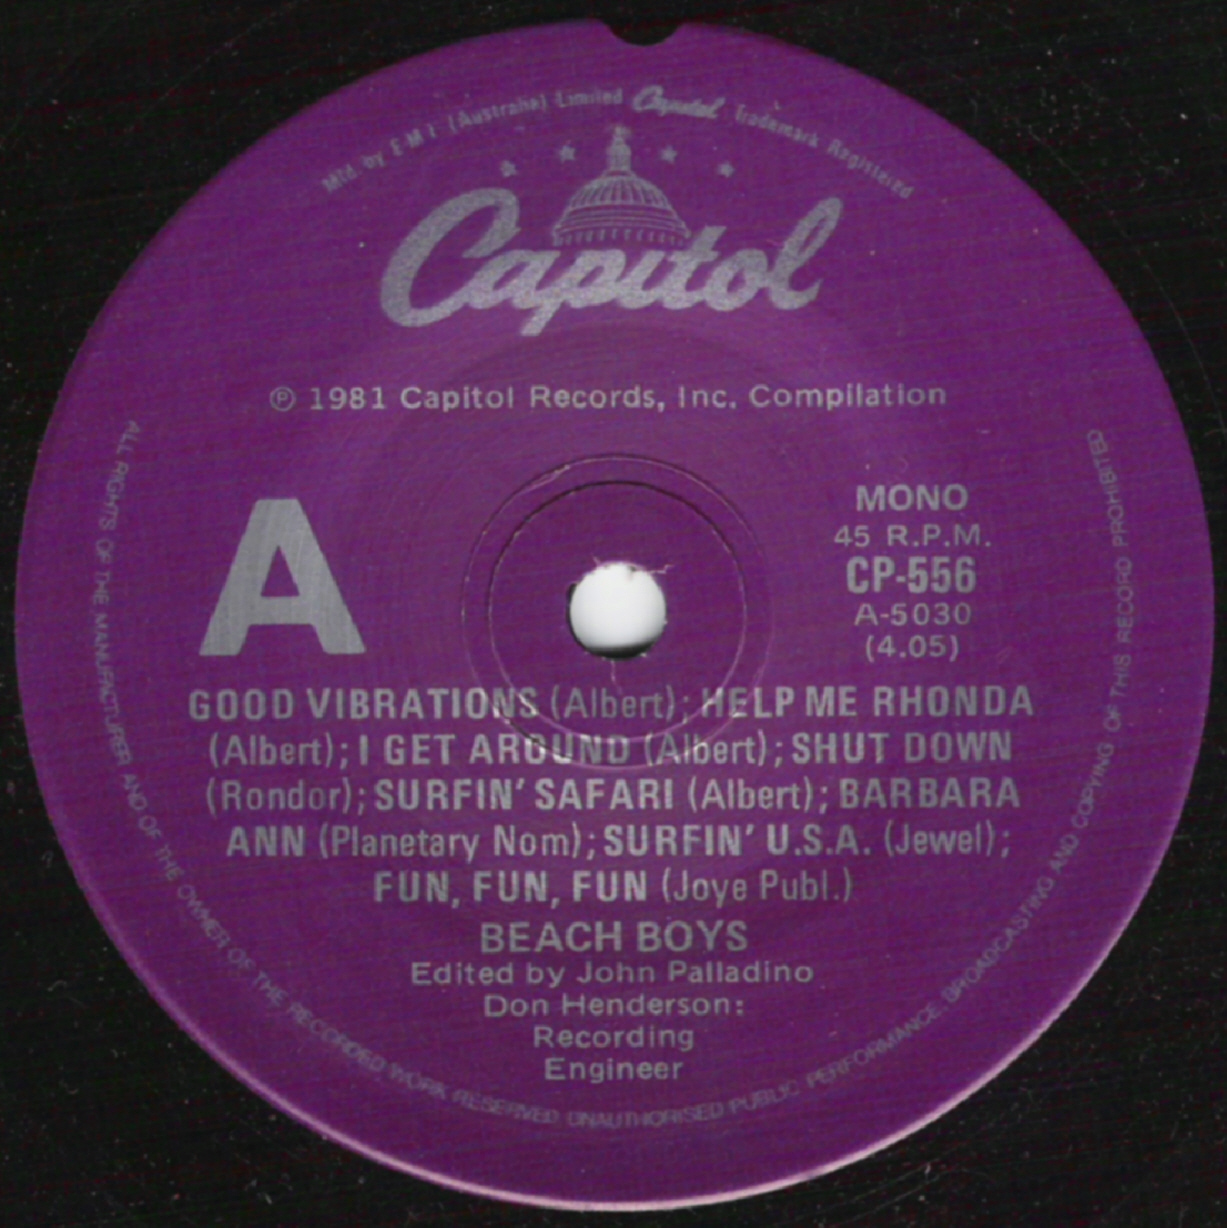 Mfd. by E·M·I (Australia) Limited Capitol Trademark Registered
Capitol
℗ 1981 Capitol Records, Inc. Compilation
A
MONO
45 R.P.M.
CP-556
A-5030
(4.05)
GOOD VIBRATIONS (Albert); HELP ME RHONDA
(Albert); I GET AROUND (Albert); SHUT DOWN
(Rondor); SURFIN' SAFARI (Albert); BARBARA
ANN (Planetary Nom); SURFIN' U.S.A. (Jewel);
FUN, FUN, FUN (Joye Publ.)
BEACH BOYS
Edited by John Palladino
Don Henderson:
Recording
Engineer
ALL RIGHTS OF THE MANUFACTURER AND OF THE OWNER OF THE RECORDED WORK RESERVED UNAUTHORISED PUBLIC PERFORMANCE, BROADCASTING AND COPYING OF THIS RECORD PROHIBITED